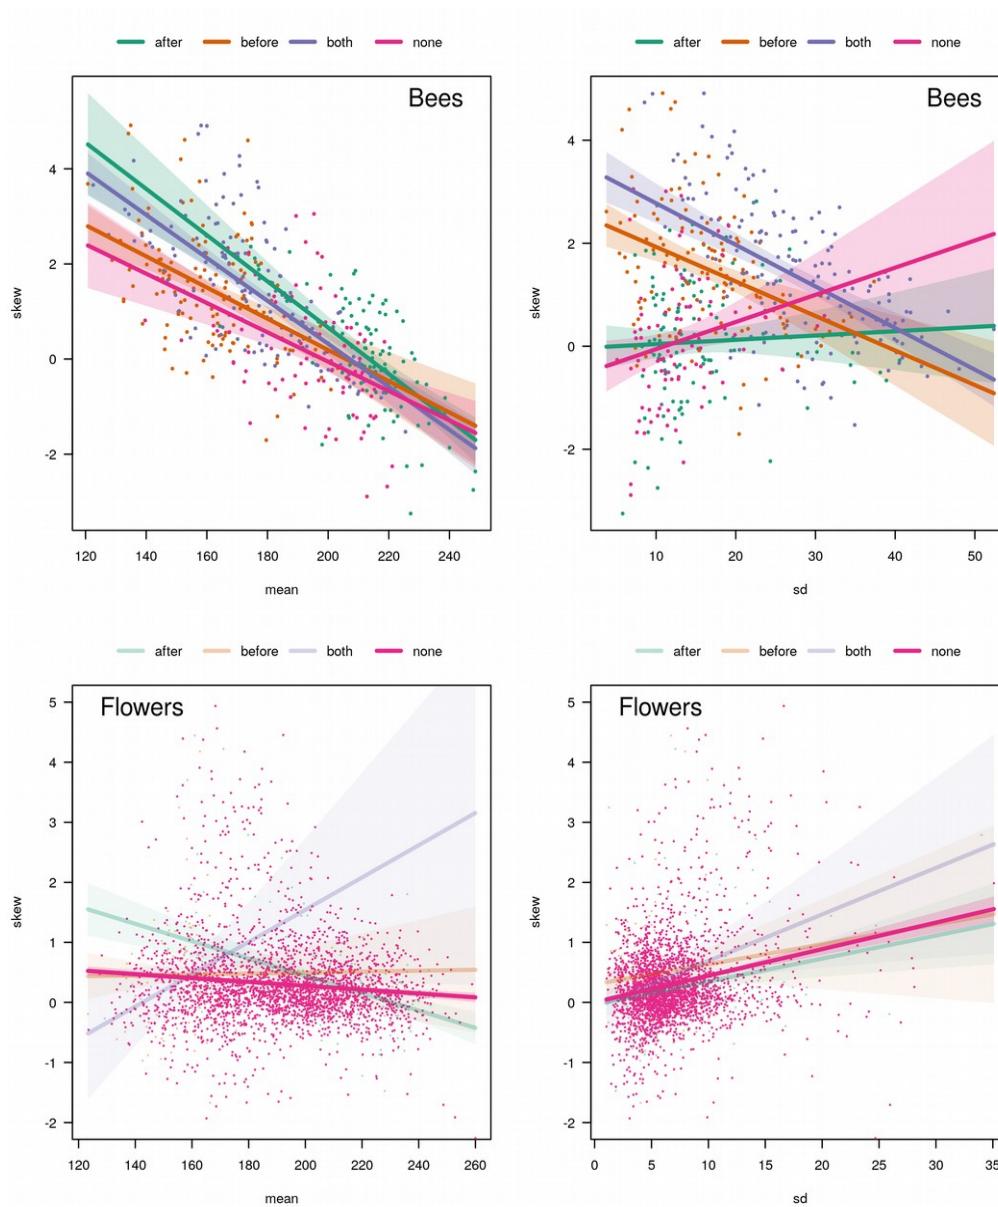 after before both none
Bees
skew
4
2
0
-2
120 140 160 180 200 220 240
mean
after before both none
Bees
skew
4
2
0
-2
10 20 30 40 50
sd
after before both none
Flowers
skew
5
4
3
2
1
0
-1
-2
120 140 160 180 200 220 240 260
mean
after before both none
Flowers
skew
5
4
3
2
1
0
-1
-2
0 5 10 15 20 25 30 35
sd